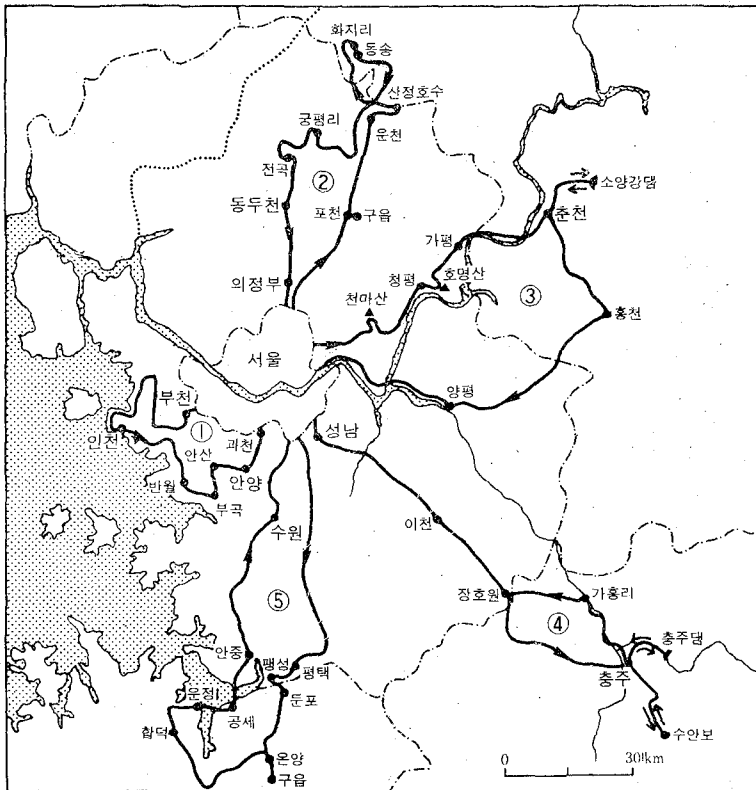 화지리
동송
산정호수
궁평리
운천
전곡
②
소양강댐
동두천
포천
구읍
춘천
가평
의정부
청평
호명산
천마산
③
홍천
서울
양평
부천
인천
①
과천
성남
안산
안양
반월
부곡
수원
이천
⑤
장호원
가흥리
④
충주댐
안중
팽성
평택
충주
운정
둔포
공세
합덕
수안보
온양
구읍
0 30km